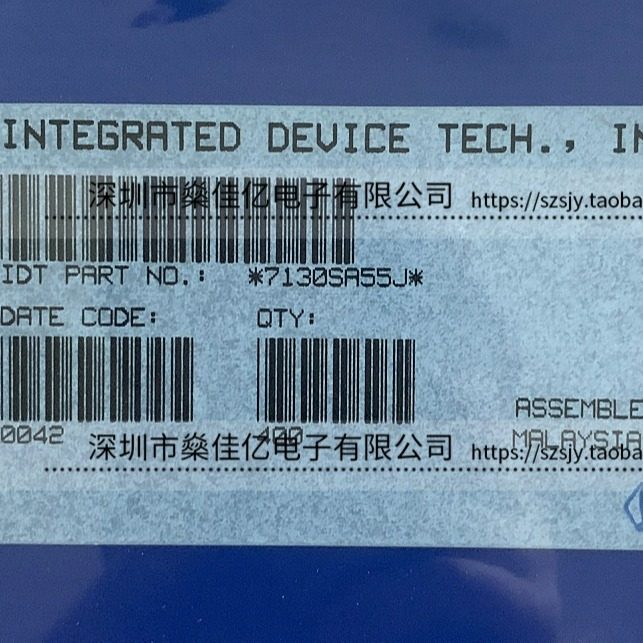 INTEGRATED DEVICE TECH., IN
深圳市燊佳亿电子有限公司 https://szsjy.taoba
IDT PART NO.: *7130SA55J*
DATE CODE: QTY:
ASSEMBLE
0042 400 MALAYSIA
深圳市燊佳亿电子有限公司 https://szsjy.taoba